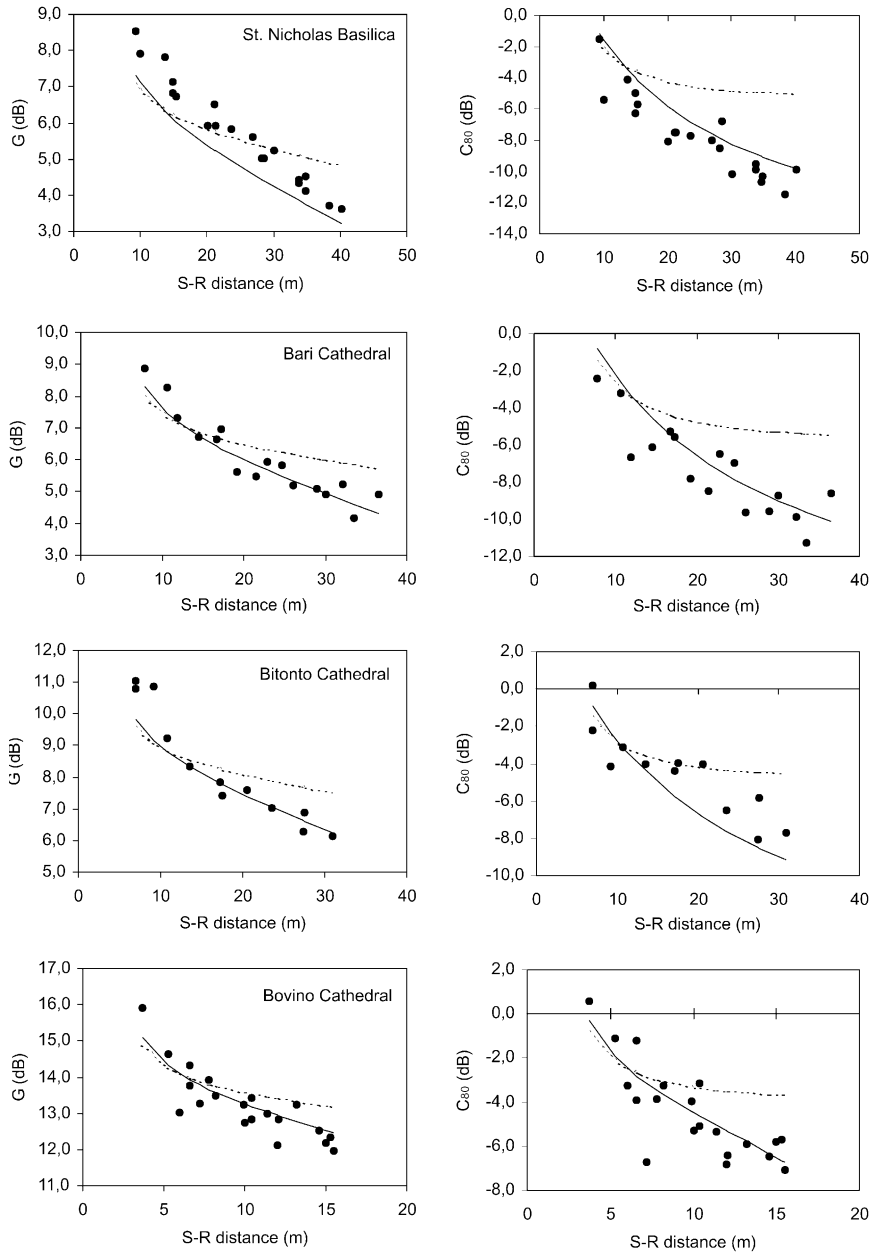 9,0
8,0
7,0
6,0
5,0
4,0
3,0
G (dB)
St. Nicholas Basilica
0 10 20 30 40 50
S-R distance (m)
0,0
-2,0
-4,0
-6,0
-8,0
-10,0
-12,0
-14,0
C80 (dB)
0 10 20 30 40 50
S-R distance (m)
10,0
9,0
8,0
7,0
6,0
5,0
4,0
3,0
G (dB)
Bari Cathedral
0 10 20 30 40
S-R distance (m)
0,0
-2,0
-4,0
-6,0
-8,0
-10,0
-12,0
C80 (dB)
0 10 20 30 40
S-R distance (m)
12,0
11,0
10,0
9,0
8,0
7,0
6,0
5,0
G (dB)
Bitonto Cathedral
0 10 20 30 40
S-R distance (m)
2,0
0,0
-2,0
-4,0
-6,0
-8,0
-10,0
C80 (dB)
0 10 20 30 40
S-R distance (m)
17,0
16,0
15,0
14,0
13,0
12,0
11,0
G (dB)
Bovino Cathedral
0 5 10 15 20
S-R distance (m)
2,0
0,0
-2,0
-4,0
-6,0
-8,0
C80 (dB)
0 5 10 15 20
S-R distance (m)